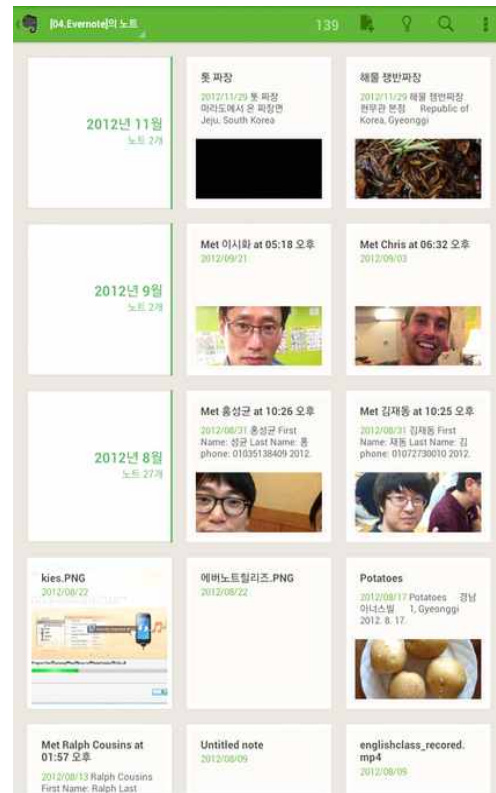 [04.Evernote]의 노트
139
2012년 11월
노트 2개
톳 짜장
2012/11/29 톳 짜장
마라도에서 온 짜장면
Jeju, South Korea
해물 쟁반짜장
2012/11/29 해물 쟁반짜장
현무관 본점 Republic of
Korea, Gyeonggi
2012년 9월
노트 2개
Met 이시화 at 05:18 오후
2012/09/21
Met Chris at 06:32 오후
2012/09/03
2012년 8월
노트 27개
Met 홍성균 at 10:26 오후
2012/08/31 홍성균 First
Name: 성균 Last Name: 홍
phone: 01035138409 2012.
Met 김재동 at 10:25 오후
2012/08/31 김재동 First
Name: 재동 Last Name: 김
phone: 01072730010 2012.
kies.PNG
2012/08/22
에버노트릴리즈.PNG
2012/08/22
Potatoes
2012/08/17 Potatoes 경남
아너스빌 1, Gyeonggi
2012. 8. 17.
Met Ralph Cousins at
01:57 오후
2012/08/13 Ralph Cousins
First Name: Ralph Last
Untitled note
2012/08/09
englishclass_recored.
mp4
2012/08/09